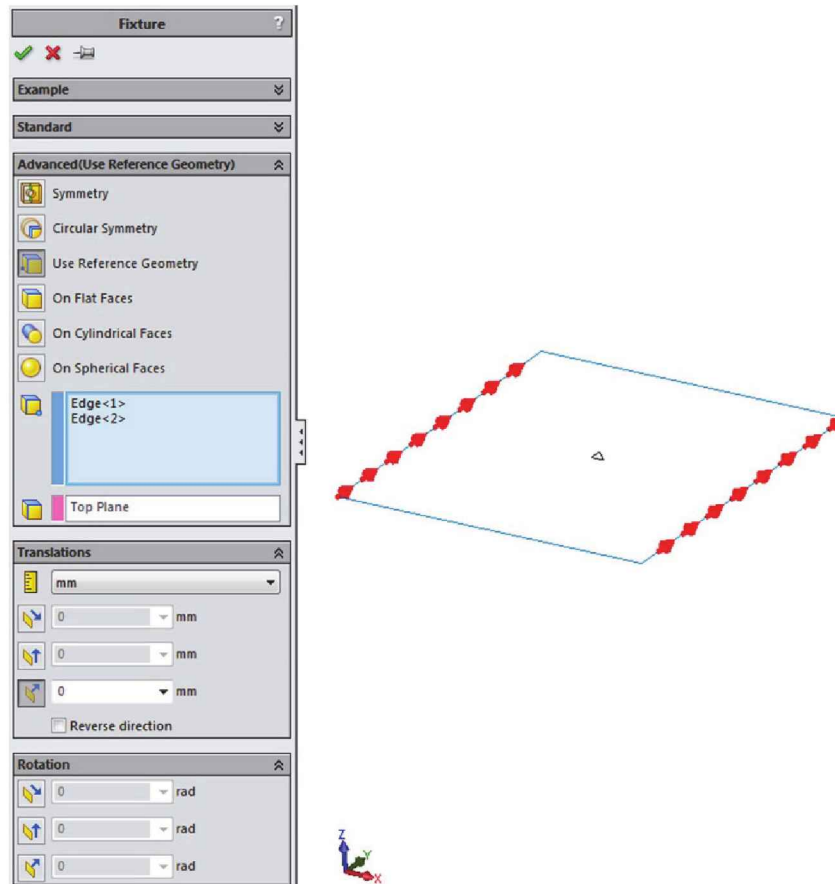 Fixture
?
Example
Standard
Advanced(Use Reference Geometry)
Symmetry
Circular Symmetry
Use Reference Geometry
On Flat Faces
On Cylindrical Faces
On Spherical Faces
Edge<1>
Edge<2>
Top Plane
Translations
mm
0 mm
0 mm
0 mm
Reverse direction
Rotation
0 rad
0 rad
0 rad
Z
Y
X